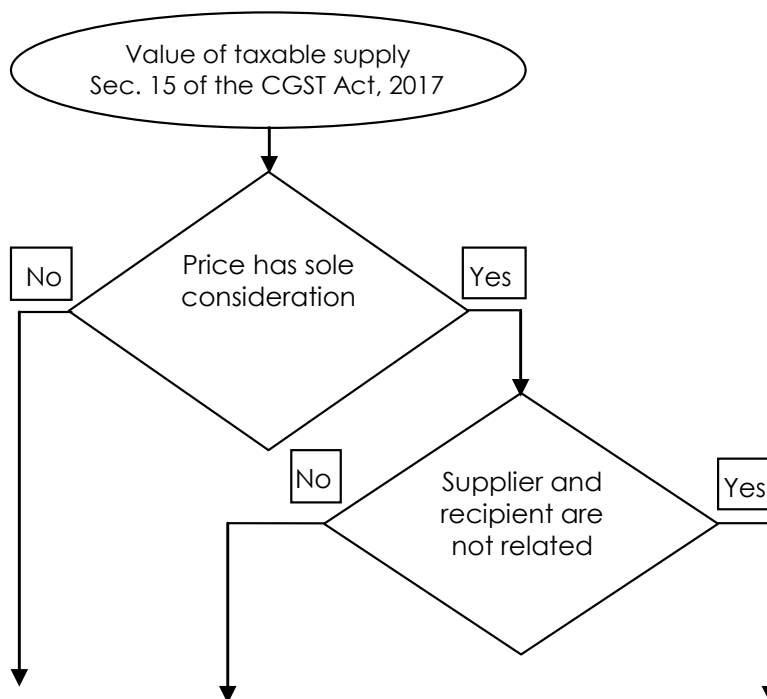 Value of taxable supply
Sec. 15 of the CGST Act, 2017
No
Price has sole
consideration
Yes
No
Supplier and
recipient are
not related
Yes